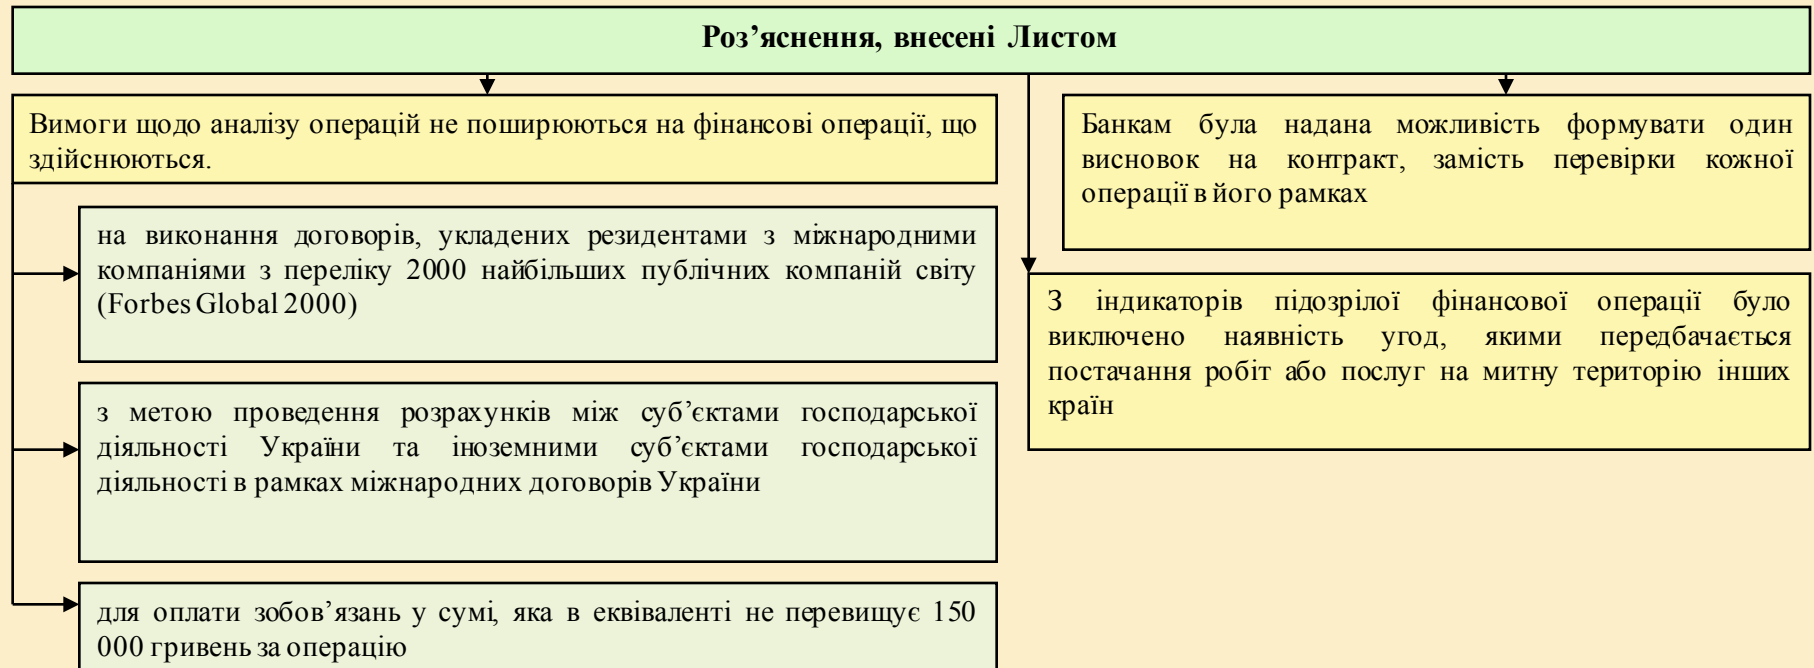 Роз’яснення, внесені Листом
Вимоги щодо аналізу операцій не поширюються на фінансові операції, що
здійснюються.
на виконання договорів, укладених резидентами з міжнародними
компаніями з переліку 2000 найбільших публічних компаній світу
(Forbes Global 2000)
з метою проведення розрахунків між суб’єктами господарської
діяльності України та іноземними суб’єктами господарської
діяльності в рамках міжнародних договорів України
для оплати зобов’язань у сумі, яка в еквіваленті не перевищує 150
000 гривень за операцію
Банкам була надана можливість формувати один
висновок на контракт, замість перевірки кожної
операції в його рамках
З індикаторів підозрілої фінансової операції було
виключено наявність угод, якими передбачається
постачання робіт або послуг на митну територію інших
країн